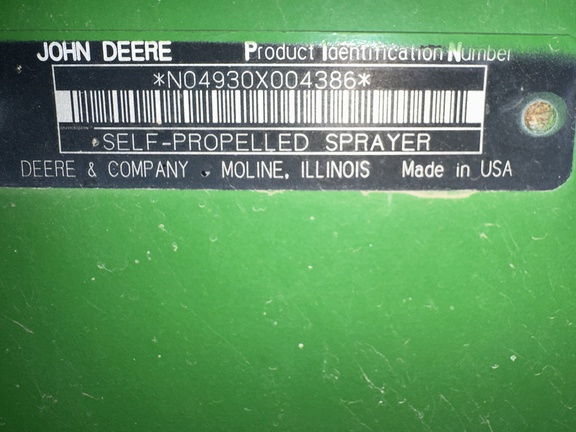 JOHN DEERE Product Identification Number
*N04930X004386*
SELF-PROPELLED SPRAYER
DEERE & COMPANY MOLINE, ILLINOIS Made in USA